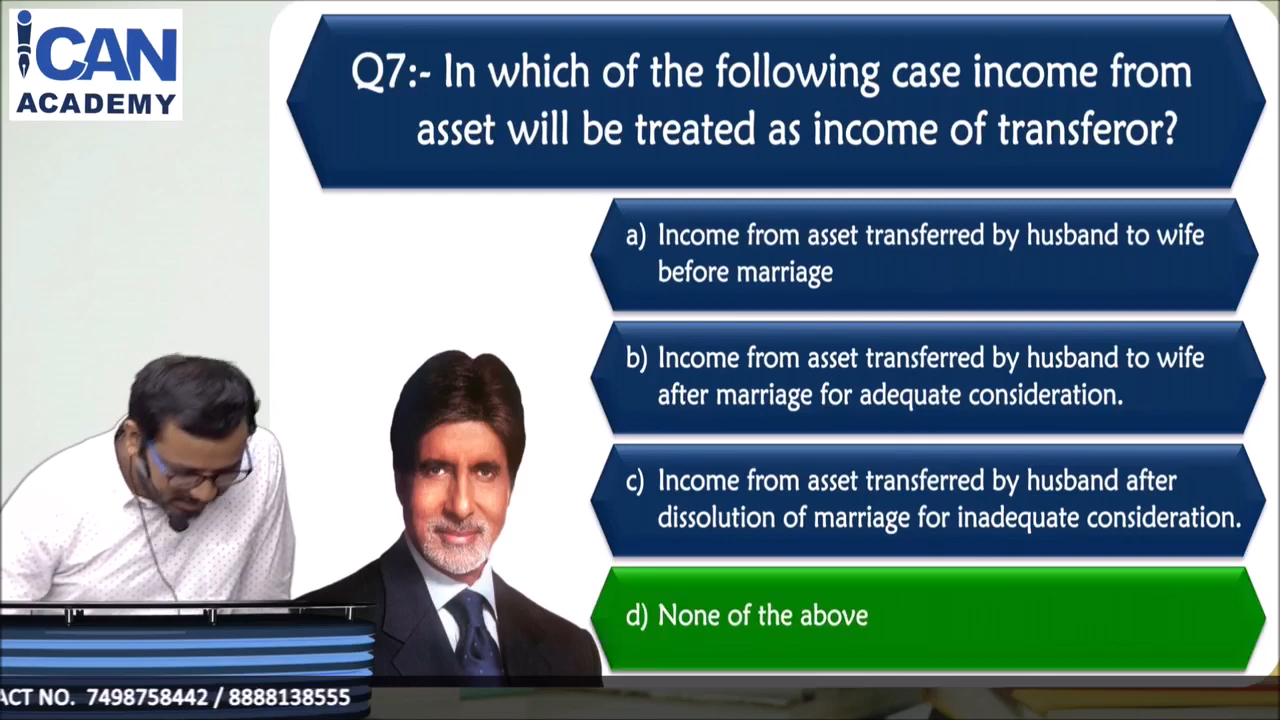 iCAN
ACADEMY
Q7:- In which of the following case income from
asset will be treated as income of transferor?
a) Income from asset transferred by husband to wife
before marriage
b) Income from asset transferred by husband to wife
after marriage for adequate consideration.
c) Income from asset transferred by husband after
dissolution of marriage for inadequate consideration.
d) None of the above
ACT NO. 7498758442 / 8888138555